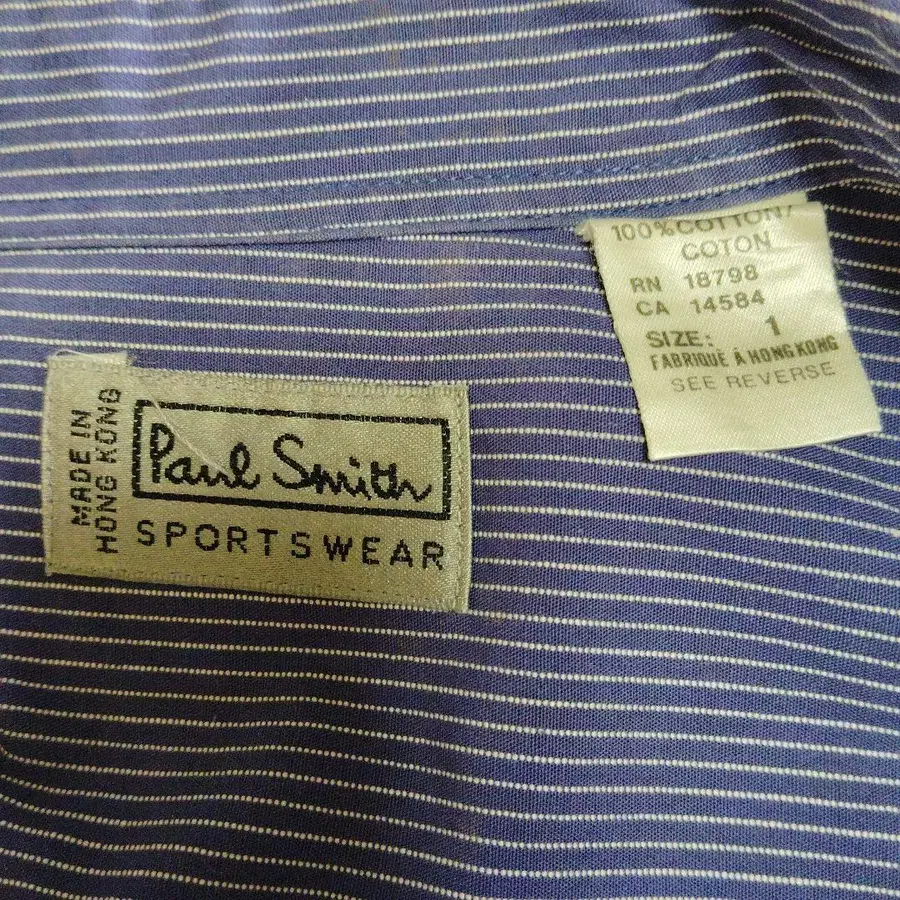 MADE IN
HONG KONG
Paul Smith
SPORTSWEAR
100% COTTON/
COTON
RN 18798
CA 14584
SIZE: 1
FABRIQUÉ À HONG KONG
SEE REVERSE